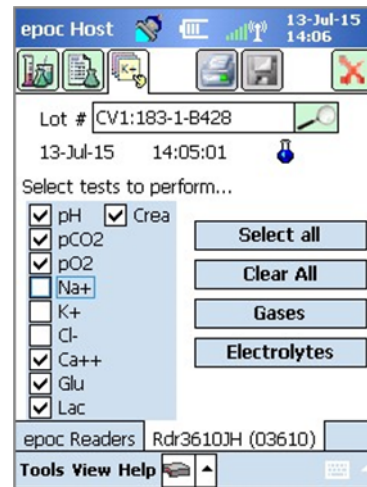 epoc Host 13-Jul-15
14:06
K+
Lot # CV1:183-1-B428
13-Jul-15 14:05:01
Select tests to perform...
pH Crea
pCO2
pO2
Na+
K+
Cl-
Ca++
Glu
Lac
Select all
Clear All
Gases
Electrolytes
epoc Readers Rdr3610JH (03610)
Tools View Help